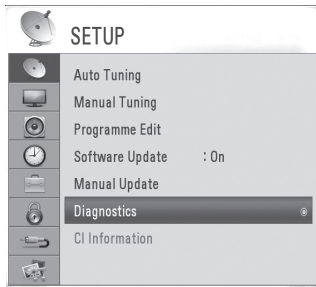 SETUP
Auto Tuning
Manual Tuning
Programme Edit
Software Update : On
Manual Update
Diagnostics
CI Information